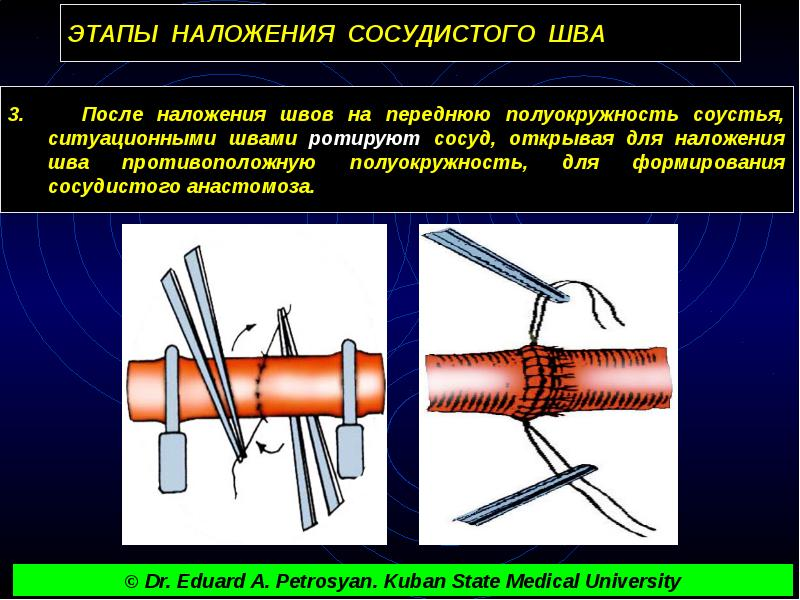 ЭТАПЫ НАЛОЖЕНИЯ СОСУДИСТОГО ШВА
3. После наложения швов на переднюю полуокружность соустья,
ситуационными швами ротируют сосуд, открывая для наложения
шва противоположную полуокружность, для формирования
сосудистого анастомоза.
© Dr. Eduard A. Petrosyan. Kuban State Medical University